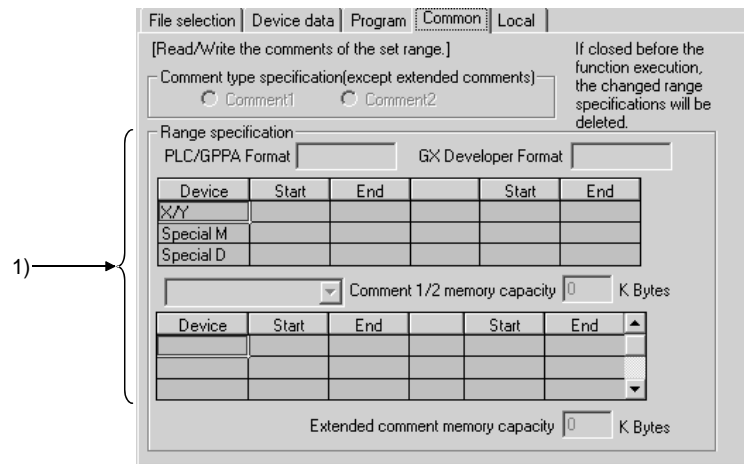 File selection Device data Program Common Local
[Read/Write the comments of the set range.]
If closed before the
function execution,
the changed range
specifications will be
deleted.
Comment type specification(except extended comments)
Comment1 Comment2
Range specification
PLC/GPPA Format GX Developer Format
Device Start End Start End
X/Y
Special M
Special D
1)
Comment 1/2 memory capacity 0 K Bytes
Device Start End Start End
Extended comment memory capacity 0 K Bytes